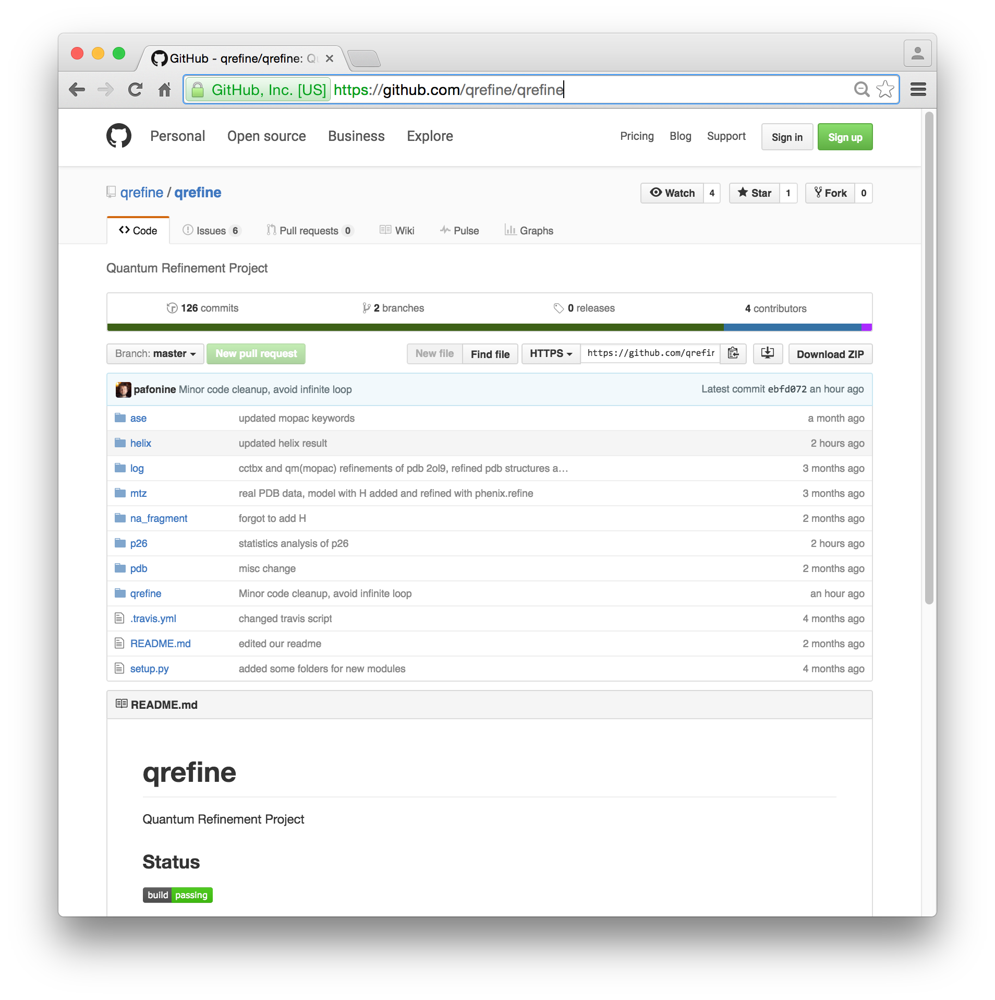 GitHub - qrefine/qrefine:
GitHub, Inc. [US] https://github.com/qrefine/qrefine
Personal Open source Business Explore Pricing Blog Support Sign in Sign up
qrefine / qrefine Watch 4 Star 1 Fork 0
Code Issues 6 Pull requests 0 Wiki Pulse Graphs
Quantum Refinement Project
126 commits 2 branches 0 releases 4 contributors
Branch: master New pull request New file Find file HTTPS https://github.com/qrefin Download ZIP
pafonine Minor code cleanup, avoid infinite loop Latest commit ebfd072 an hour ago
ase updated mopac keywords a month ago
helix updated helix result 2 hours ago
log cctbx and qm(mopac) refinements of pdb 2ol9, refined pdb structures a… 3 months ago
mtz real PDB data, model with H added and refined with phenix.refine 3 months ago
na_fragment forgot to add H 2 months ago
p26 statistics analysis of p26 2 hours ago
pdb misc change 2 months ago
qrefine Minor code cleanup, avoid infinite loop an hour ago
.travis.yml changed travis script 4 months ago
README.md edited our readme 2 months ago
setup.py added some folders for new modules 4 months ago
README.md
qrefine
Quantum Refinement Project
Status
build passing